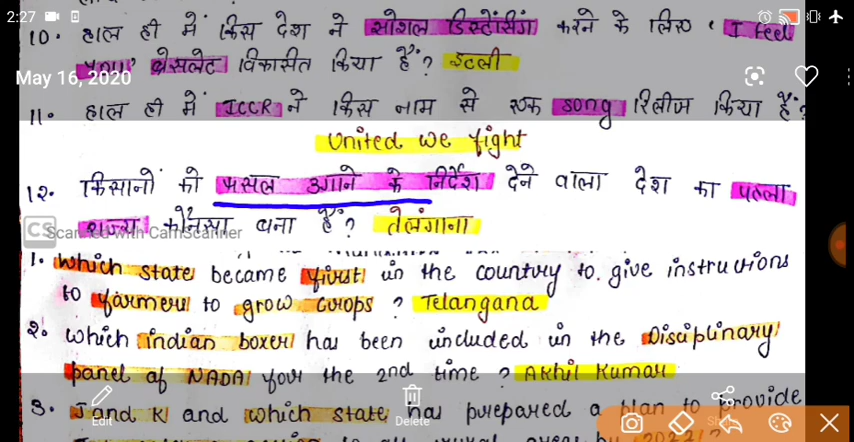 2:27
10. हाल ही में किस देश ने सोशल डिस्टेंसिंग करने के लिए 'I feel
you' ब्रेसलेट विकसित किया है? इटली
May 16, 2020
11. हाल ही में ICCR ने किस नाम से एक song रिलीज किया है?
United we fight
12. किसानों को फसल उगाने के निर्देश देने वाला देश का पहला
राज्य कौनसा बना है? तेलंगाना
CS Scanned with CamScanner
1. which state became first in the country to give instructions
to farmers to grow crops? Telangana
2. which indian boxer has been included in the Disciplinary
panel of NADA for the 2nd time? Akhil Kumar
Edit
Delete
3. J and K and which state has prepared a plan to provide
2022?